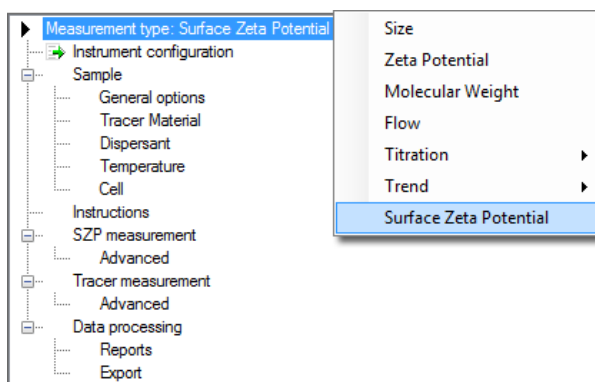 Measurement type: Surface Zeta Potential
Instrument configuration
Sample
General options
Tracer Material
Dispersant
Temperature
Cell
Instructions
SZP measurement
Advanced
Tracer measurement
Advanced
Data processing
Reports
Export
Size
Zeta Potential
Molecular Weight
Flow
Titration
Trend
Surface Zeta Potential